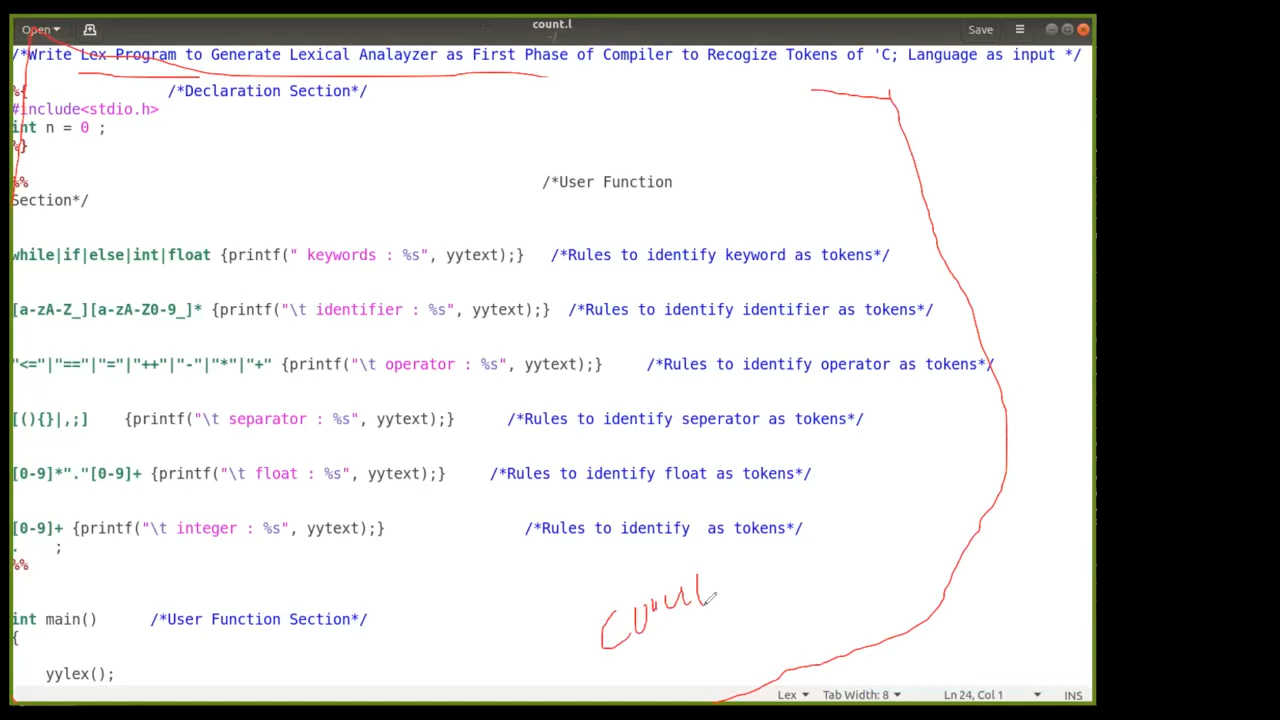 Open
count.l
~/
Save
/*Write Lex Program to Generate Lexical Analayzer as First Phase of Compiler to Recogize Tokens of 'C; Language as input */
%{ /*Declaration Section*/
#include<stdio.h>
int n = 0 ;
%}
%% /*User Function
Section*/
while|if|else|int|float {printf(" keywords : %s", yytext);} /*Rules to identify keyword as tokens*/
[a-zA-Z_][a-zA-Z0-9_]* {printf("\t identifier : %s", yytext);} /*Rules to identify identifier as tokens*/
"<="|"=="|"="|"++"|"-"|"*"|"+" {printf("\t operator : %s", yytext);} /*Rules to identify operator as tokens*/
[(){}|,;] {printf("\t separator : %s", yytext);} /*Rules to identify seperator as tokens*/
[0-9]*"."[0-9]+ {printf("\t float : %s", yytext);} /*Rules to identify float as tokens*/
[0-9]+ {printf("\t integer : %s", yytext);} /*Rules to identify  as tokens*/
. ;
%%
int main() /*User Function Section*/
{
yylex();
Lex Tab Width: 8 Ln 24, Col 1 INS